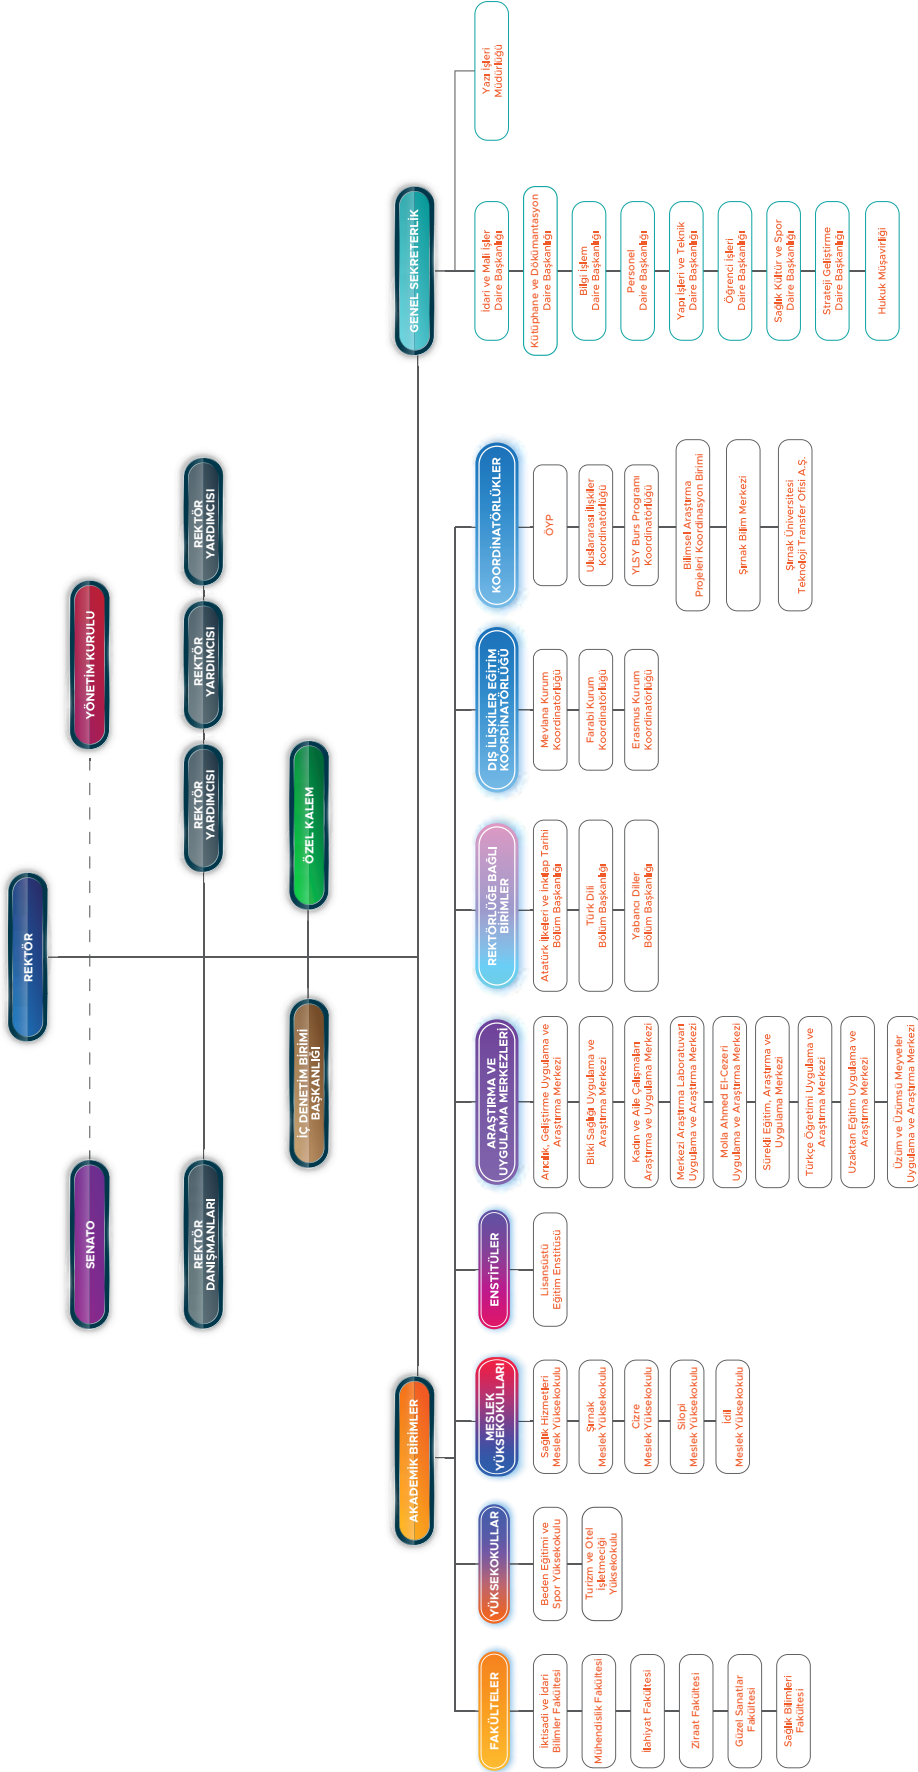 REKTÖR
SENATO
YÖNETİM KURULU
REKTÖR
DANIŞMANLARI
REKTÖR
YARDIMCISI
REKTÖR
YARDIMCISI
REKTÖR
YARDIMCISI
İÇ DENETİM BİRİMİ
BAŞKANLIĞI
ÖZEL KALEM
AKADEMİK BİRİMLER
GENEL SEKRETERLİK
FAKÜLTELER
İktisadi ve İdari
Bilimler Fakültesi
Mühendislik Fakültesi
İlahiyat Fakültesi
Ziraat Fakültesi
Güzel Sanatlar
Fakültesi
Sağlık Bilimleri
Fakültesi
YÜKSEKOKULLAR
Beden Eğitimi ve
Spor Yüksekokulu
Turizm ve Otel
İşletmeciği
Yüksekokulu
MESLEK
YÜKSEKOKULLARI
Sağlık Hizmetleri
Meslek Yüksekokulu
Şırnak
Meslek Yüksekokulu
Cizre
Meslek Yüksekokulu
Silopi
Meslek Yüksekokulu
İdil
Meslek Yüksekokulu
ENSTİTÜLER
Lisansüstü
Eğitim Enstitüsü
ARAŞTIRMA VE
UYGULAMA MERKEZLERİ
Arıcılık, Geliştirme Uygulama ve
Araştırma Merkezi
Bitki Sağlığı Uygulama ve
Araştırma Merkezi
Kadın ve Aile Çalışmaları
Araştırma ve Uygulama Merkezi
Merkezi Araştırma Laboratuvarı
Uygulama ve Araştırma Merkezi
Molla Ahmed El-Cezeri
Uygulama ve Araştırma Merkezi
Sürekli Eğitim, Araştırma ve
Uygulama Merkezi
Türkçe Öğretimi Uygulama ve
Araştırma Merkezi
Uzaktan Eğitim Uygulama ve
Araştırma Merkezi
Üzüm ve Üzümsü Meyveler
Uygulama ve Araştırma Merkezi
REKTÖRLÜĞE BAĞLI
BİRİMLER
Atatürk İlkeleri ve İnkılap Tarihi
Bölüm Başkanlığı
Türk Dili
Bölüm Başkanlığı
Yabancı Diller
Bölüm Başkanlığı
DIŞ İLİŞKİLER EĞİTİM
KOORDİNATÖRLÜĞÜ
Mevlana Kurum
Koordinatörlüğü
Farabi Kurum
Koordinatörlüğü
Erasmus Kurum
Koordinatörlüğü
KOORDİNATÖRLÜKLER
ÖYP
Uluslararası ilişkiler
Koordinatörlüğü
YLSY Burs Programı
Koordinatörlüğü
Bilimsel Araştırma
Projeleri Koordinasyon Birimi
Şırnak Bilim Merkezi
Şırnak Üniversitesi
Teknoloji Transfer Ofisi A.Ş.
İdari ve Mali İşler
Daire Başkanlığı
Kütüphane ve Dökümantasyon
Daire Başkanlığı
Bilgi İşlem
Daire Başkanlığı
Personel
Daire Başkanlığı
Yapı İşleri ve Teknik
Daire Başkanlığı
Öğrenci İşleri
Daire Başkanlığı
Sağlık Kültür ve Spor
Daire Başkanlığı
Strateji Geliştirme
Daire Başkanlığı
Hukuk Müşavirliği
Yazı İşleri
Müdürlüğü